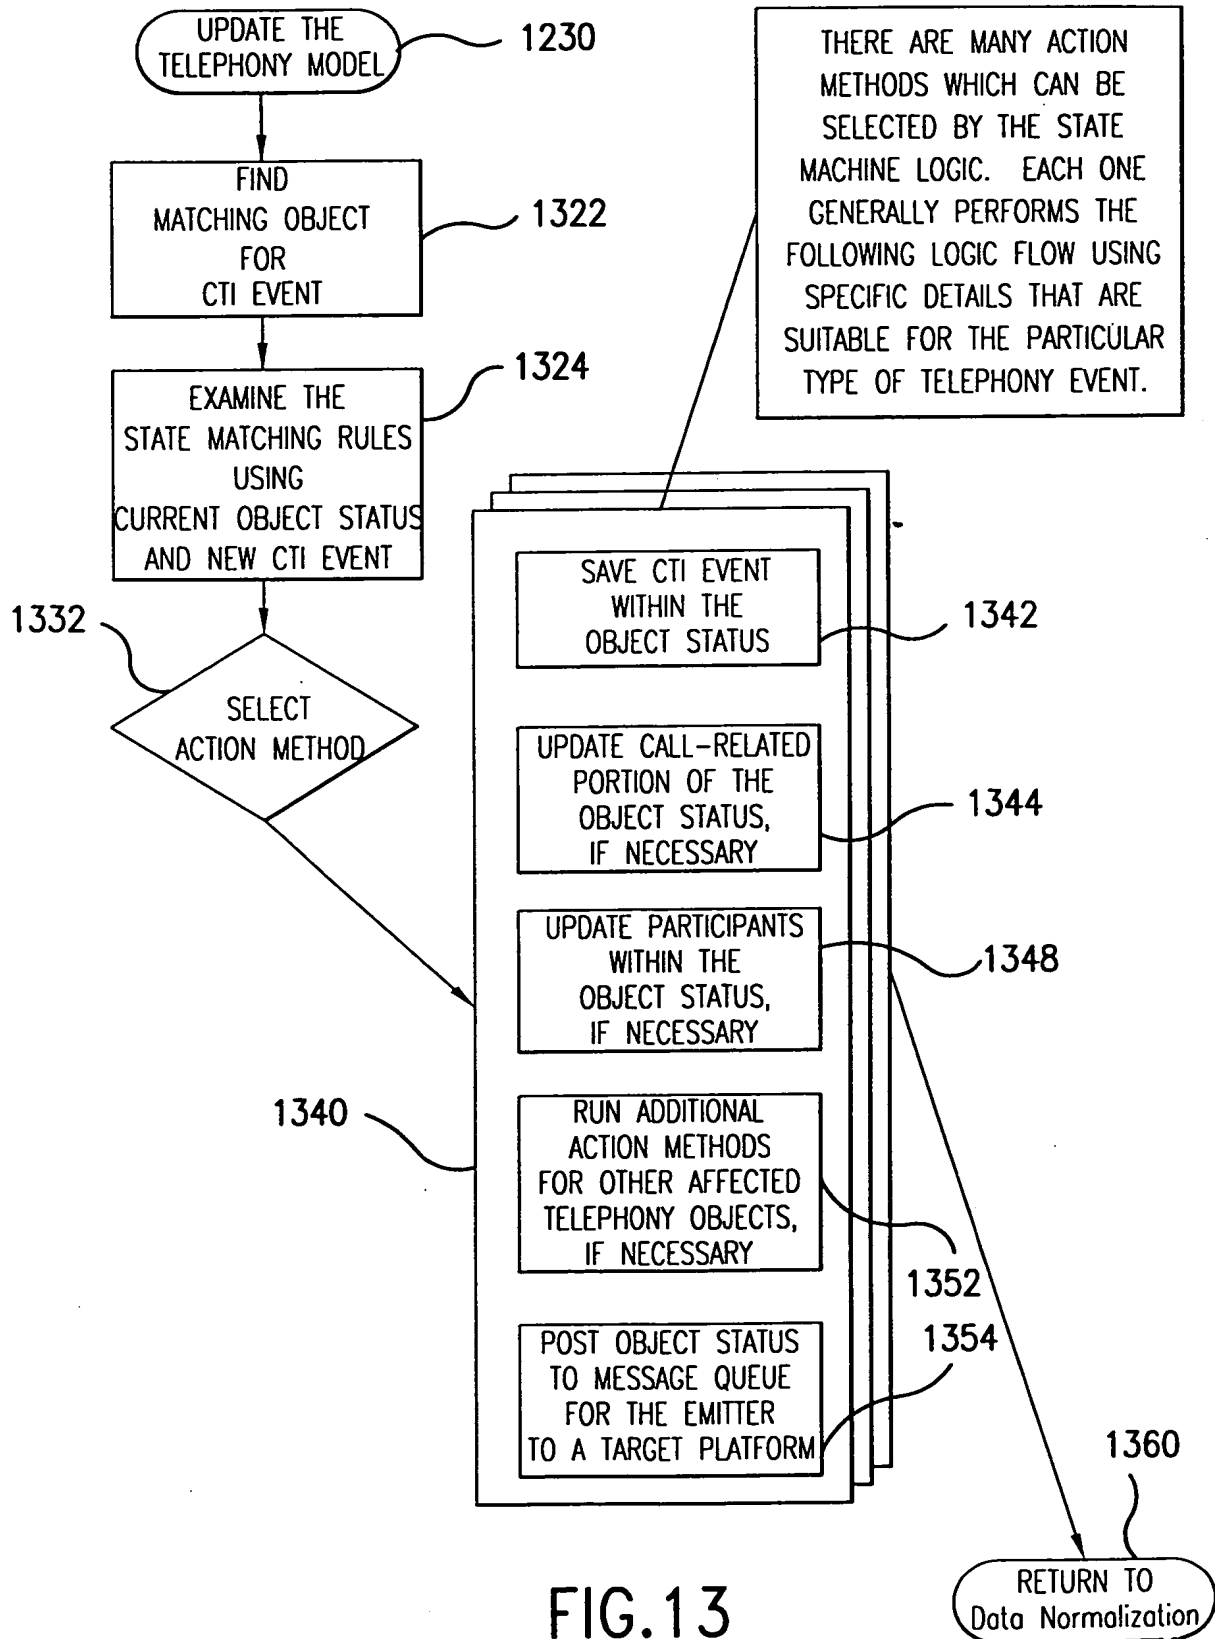 UPDATE THE
TELEPHONY MODEL
1230
FIND
MATCHING OBJECT
FOR
CTI EVENT
1322
EXAMINE THE
STATE MATCHING RULES
USING
CURRENT OBJECT STATUS
AND NEW CTI EVENT
1324
1332
SELECT
ACTION METHOD
THERE ARE MANY ACTION
METHODS WHICH CAN BE
SELECTED BY THE STATE
MACHINE LOGIC. EACH ONE
GENERALLY PERFORMS THE
FOLLOWING LOGIC FLOW USING
SPECIFIC DETAILS THAT ARE
SUITABLE FOR THE PARTICULAR
TYPE OF TELEPHONY EVENT.
SAVE CTI EVENT
WITHIN THE
OBJECT STATUS
1342
UPDATE CALL-RELATED
PORTION OF THE
OBJECT STATUS,
IF NECESSARY
1344
UPDATE PARTICIPANTS
WITHIN THE
OBJECT STATUS,
IF NECESSARY
1348
1340
RUN ADDITIONAL
ACTION METHODS
FOR OTHER AFFECTED
TELEPHONY OBJECTS,
IF NECESSARY
1352
POST OBJECT STATUS
TO MESSAGE QUEUE
FOR THE EMITTER
TO A TARGET PLATFORM
1354
1360
RETURN TO
Data Normalization
FIG.13